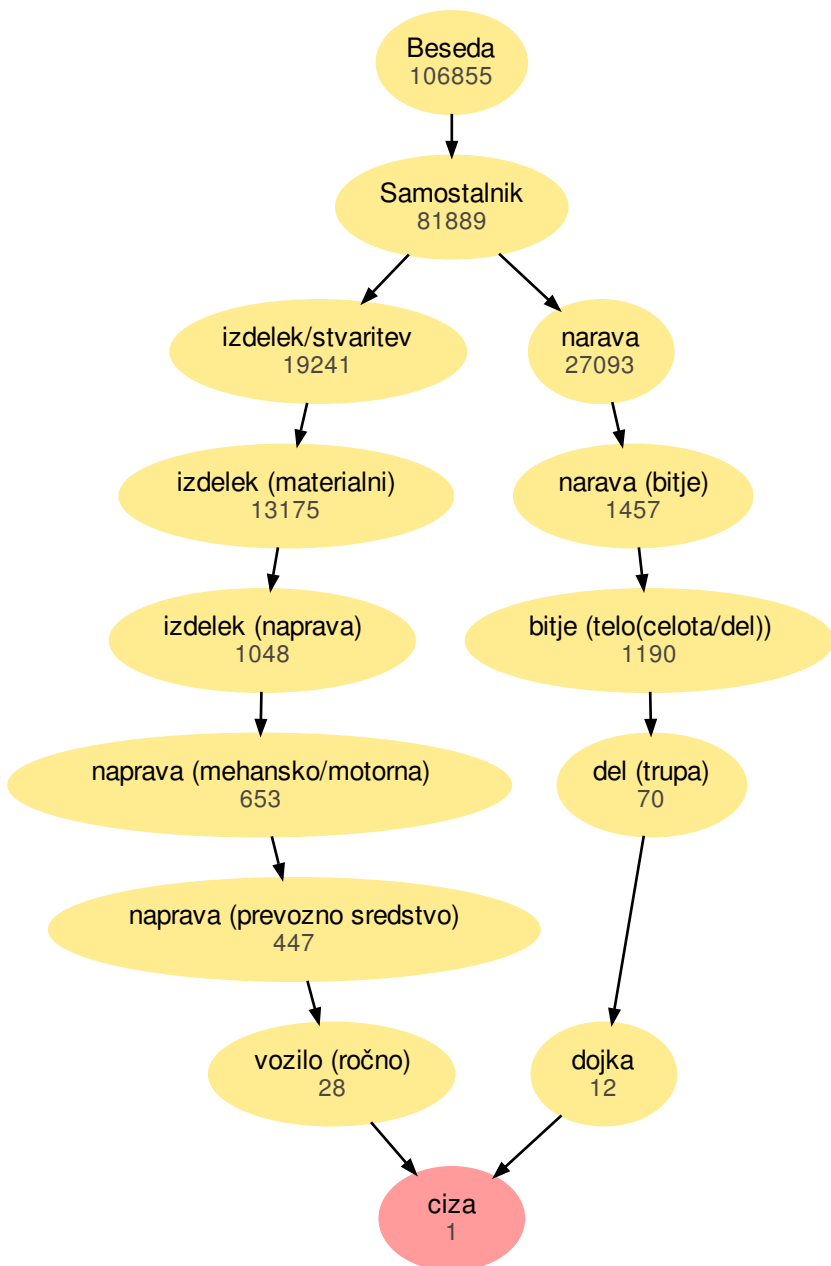 Beseda
106855
Samostalnik
81889
izdelek/stvaritev
19241
narava
27093
izdelek (materialni)
13175
narava (bitje)
1457
izdelek (naprava)
1048
bitje (telo(celota/del))
1190
naprava (mehansko/motorna)
653
del (trupa)
70
naprava (prevozno sredstvo)
447
vozilo (ročno)
28
dojka
12
ciza
1